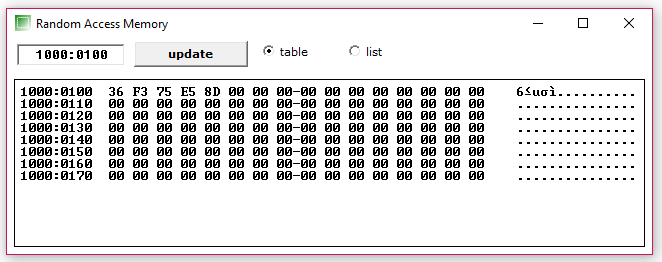 Random Access Memory
1000:0100 update table list
1000:0100 36 F3 75 E5 8D 00 00 00-00 00 00 00 00 00 00 00 6≤uσì...........
1000:0110 00 00 00 00 00 00 00 00-00 00 00 00 00 00 00 00 ................
1000:0120 00 00 00 00 00 00 00 00-00 00 00 00 00 00 00 00 ................
1000:0130 00 00 00 00 00 00 00 00-00 00 00 00 00 00 00 00 ................
1000:0140 00 00 00 00 00 00 00 00-00 00 00 00 00 00 00 00 ................
1000:0150 00 00 00 00 00 00 00 00-00 00 00 00 00 00 00 00 ................
1000:0160 00 00 00 00 00 00 00 00-00 00 00 00 00 00 00 00 ................
1000:0170 00 00 00 00 00 00 00 00-00 00 00 00 00 00 00 00 ................